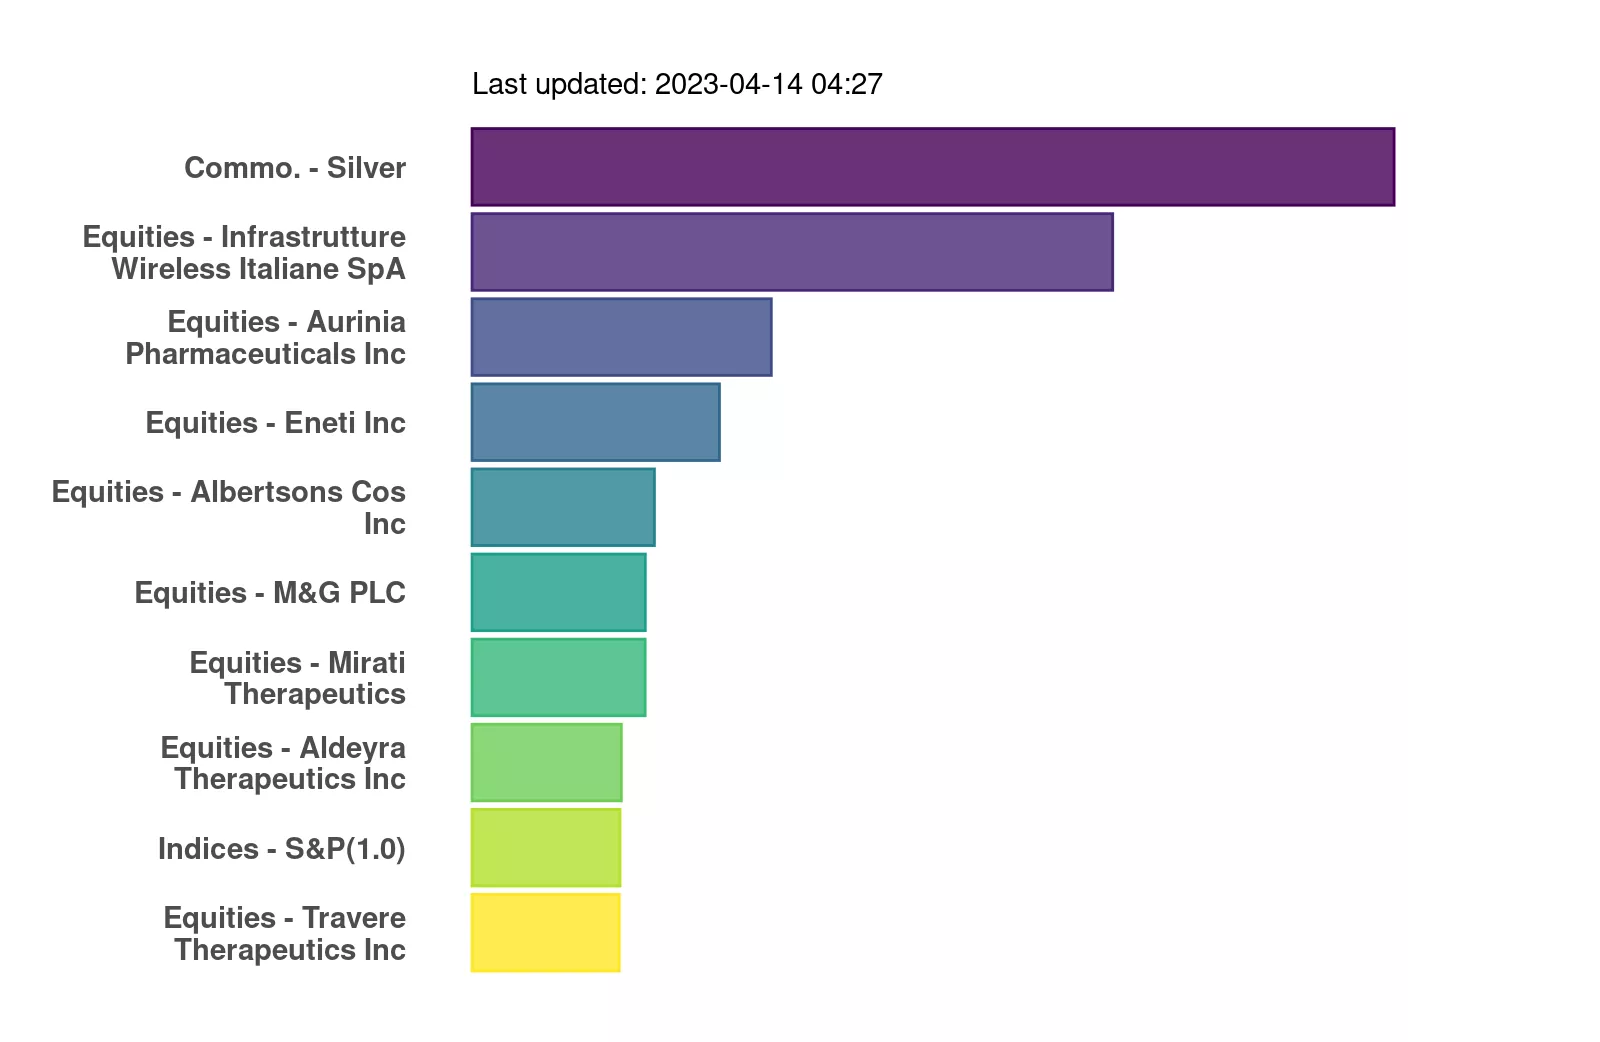 Last updated: 2023-04-14 04:27
Commo. - Silver
Equities - Infrastrutture
Wireless Italiane SpA
Equities - Aurinia
Pharmaceuticals Inc
Equities - Eneti Inc
Equities - Albertsons Cos
Inc
Equities - M&G PLC
Equities - Mirati
Therapeutics
Equities - Aldeyra
Therapeutics Inc
Indices - S&P(1.0)
Equities - Travere
Therapeutics Inc